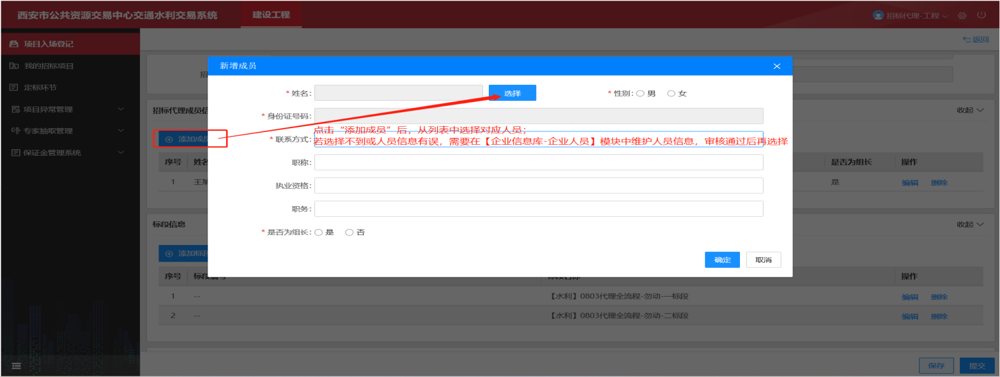 西安市公共资源交易中心交通水利交易系统 建设工程 招标代理-工程
项目入场登记 返回
我的招标项目
定标环节
项目异常管理
专家抽取管理
保证金管理系统
招
招标代理成员信 收起
添加成员
序号 姓名 是否为组长 操作
1 王某 是 编辑 删除
标段信息 收起
添加标段
序号 标段编号 标段名称 操作
1 -- 【水利】0803代理全流程-勿动-一标段 编辑 删除
2 -- 【水利】0803代理全流程-勿动-二标段 编辑 删除
新增成员
* 姓名: 选择 * 性别: 男 女
* 身份证号码:
点击“添加成员”后，从列表中选择对应人员；
* 联系方式: 若选择不到或人员信息有误，需要在【企业信息库-企业人员】模块中维护人员信息，审核通过后再选择
职称:
执业资格:
职务:
* 是否为组长: 是 否
确定 取消
保存 提交